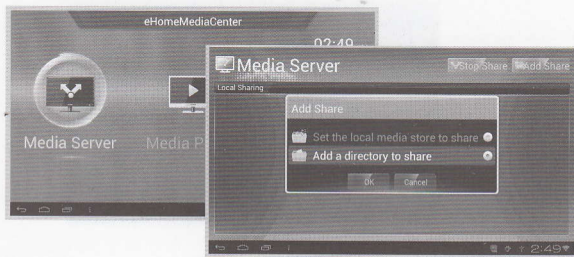 eHomeMediaCenter
02:49
Media Server
Media P
Media Server
Stop Share
Add Share
Local Sharing
Add Share
Set the local media store to share
Add a directory to share
OK
Cancel
2:49